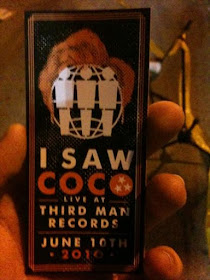 I SAW
COCO
LIVE AT
THIRD MAN
RECORDS
JUNE 10TH
• 2010 •